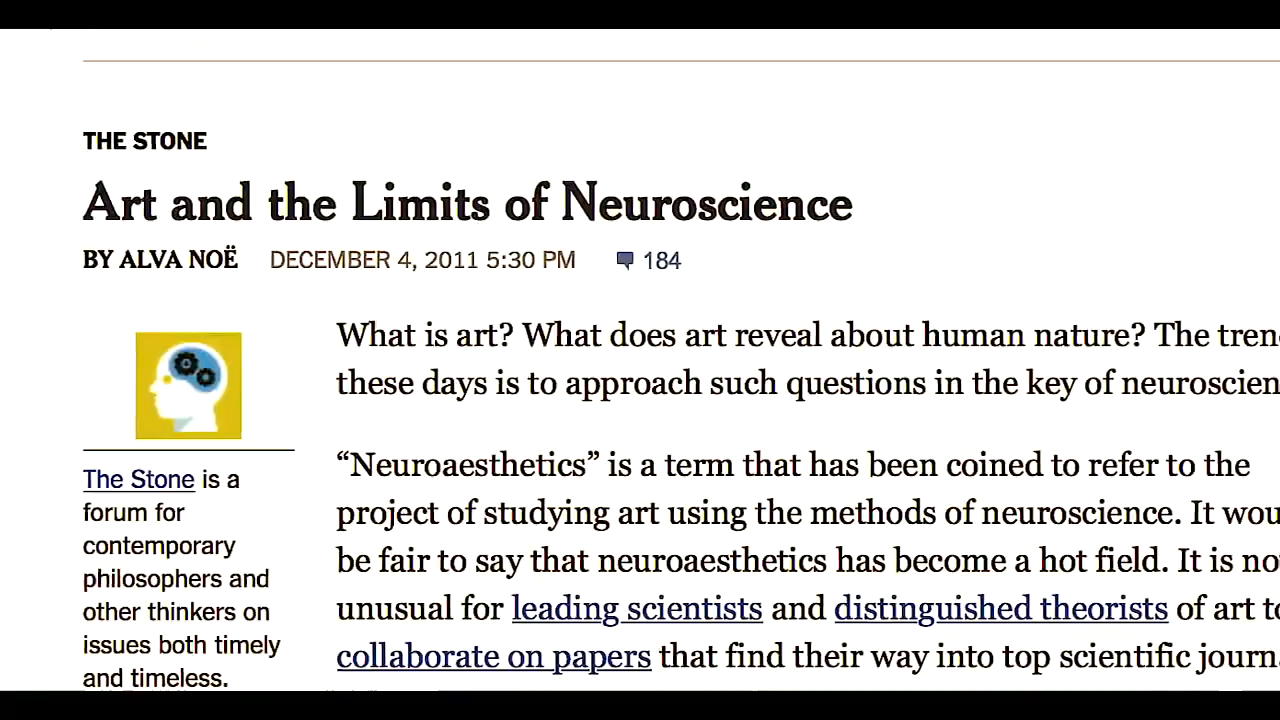 THE STONE
Art and the Limits of Neuroscience
BY ALVA NOË DECEMBER 4, 2011 5:30 PM 184
What is art? What does art reveal about human nature? The tren
these days is to approach such questions in the key of neuroscien
“Neuroaesthetics” is a term that has been coined to refer to the
project of studying art using the methods of neuroscience. It wou
be fair to say that neuroaesthetics has become a hot field. It is no
unusual for leading scientists and distinguished theorists of art to
collaborate on papers that find their way into top scientific journ
The Stone is a
forum for
contemporary
philosophers and
other thinkers on
issues both timely
and timeless.